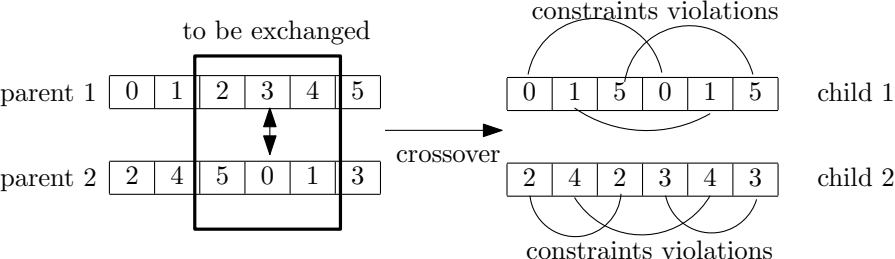 constraints violations
to be exchanged
parent 1 0 1 2 3 4 5
0 1 5 0 1 5 child 1
crossover
parent 2 2 4 5 0 1 3
2 4 2 3 4 3 child 2
constraints violations